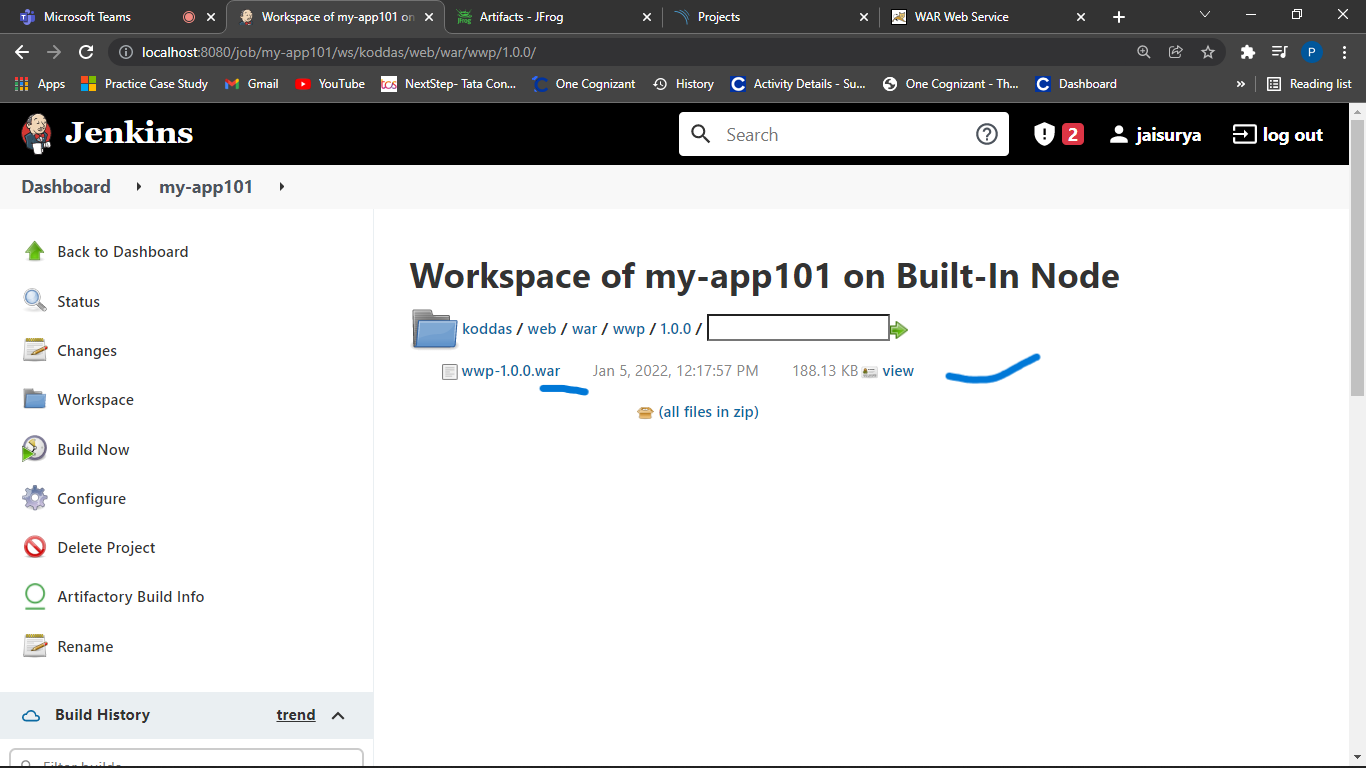 Microsoft Teams
Workspace of my-app101 on
Artifacts - JFrog
Projects
WAR Web Service
localhost:8080/job/my-app101/ws/koddas/web/war/wwp/1.0.0/
P
Apps
Practice Case Study
Gmail
YouTube
NextStep- Tata Con...
One Cognizant
History
Activity Details - Su...
One Cognizant - Th...
Dashboard
»
Reading list
Jenkins
Search
2
jaisurya
log out
Dashboard
my-app101
Back to Dashboard
Status
Changes
Workspace
Build Now
Configure
Delete Project
Artifactory Build Info
Rename
Build History
trend
Filter builds
Workspace of my-app101 on Built-In Node
koddas / web / war / wwp / 1.0.0 /
wwp-1.0.0.war Jan 5, 2022, 12:17:57 PM 188.13 KB view
(all files in zip)